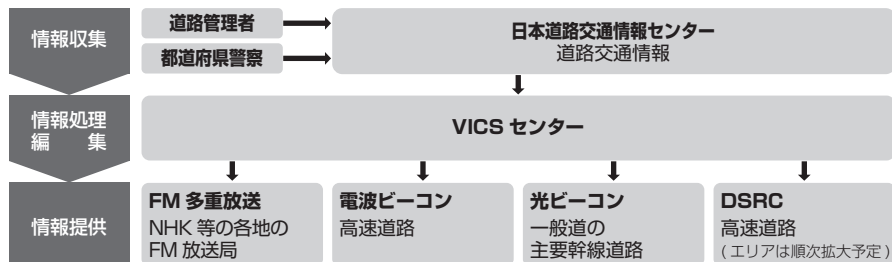 情報収集
道路管理者
都道府県警察
日本道路交通情報センター
道路交通情報
情報処理
編　　集
VICS センター
情報提供
FM 多重放送
NHK 等の各地の
FM 放送局
電波ビーコン
高速道路
光ビーコン
一般道の
主要幹線道路
DSRC
高速道路
( エリアは順次拡大予定 )